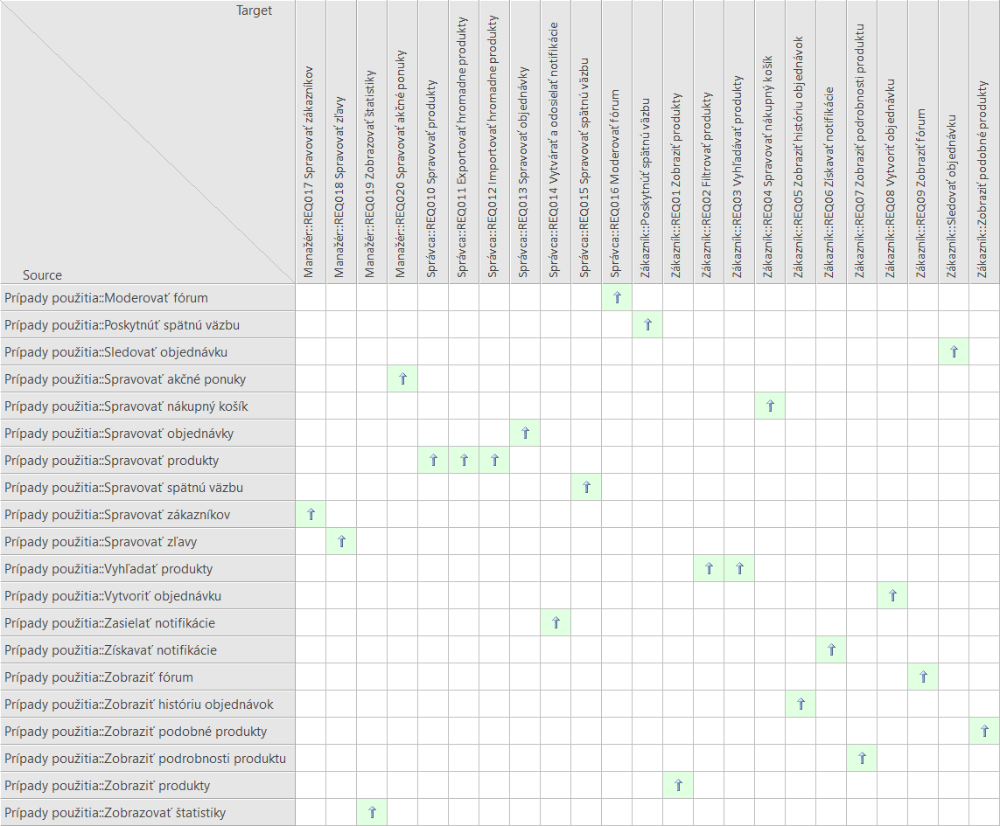 Target
Source
Manažér::REQ017 Spravovať zákazníkov
Manažér::REQ018 Spravovať zľavy
Manažér::REQ019 Zobrazovať štatistiky
Manažér::REQ020 Spravovať akčné ponuky
Správca::REQ010 Spravovať produkty
Správca::REQ011 Exportovať hromadne produkty
Správca::REQ012 Importovať hromadne produkty
Správca::REQ013 Spravovať objednávky
Správca::REQ014 Vytvárať a odosielať notifikácie
Správca::REQ015 Spravovať spätnú väzbu
Správca::REQ016 Moderovať fórum
Zákazník::Poskytnúť spätnú väzbu
Zákazník::REQ01 Zobraziť produkty
Zákazník::REQ02 Filtrovať produkty
Zákazník::REQ03 Vyhľadávať produkty
Zákazník::REQ04 Spravovať nákupný košík
Zákazník::REQ05 Zobraziť históriu objednávok
Zákazník::REQ06 Získavať notifikácie
Zákazník::REQ07 Zobraziť podrobnosti produktu
Zákazník::REQ08 Vytvoriť objednávku
Zákazník::REQ09 Zobraziť fórum
Zákazník::Sledovať objednávku
Zákazník::Zobraziť podobné produkty
Prípady použitia::Moderovať fórum
Prípady použitia::Poskytnúť spätnú väzbu
Prípady použitia::Sledovať objednávku
Prípady použitia::Spravovať akčné ponuky
Prípady použitia::Spravovať nákupný košík
Prípady použitia::Spravovať objednávky
Prípady použitia::Spravovať produkty
Prípady použitia::Spravovať spätnú väzbu
Prípady použitia::Spravovať zákazníkov
Prípady použitia::Spravovať zľavy
Prípady použitia::Vyhľadať produkty
Prípady použitia::Vytvoriť objednávku
Prípady použitia::Zasielať notifikácie
Prípady použitia::Získavať notifikácie
Prípady použitia::Zobraziť fórum
Prípady použitia::Zobraziť históriu objednávok
Prípady použitia::Zobraziť podobné produkty
Prípady použitia::Zobraziť podrobnosti produktu
Prípady použitia::Zobraziť produkty
Prípady použitia::Zobrazovať štatistiky